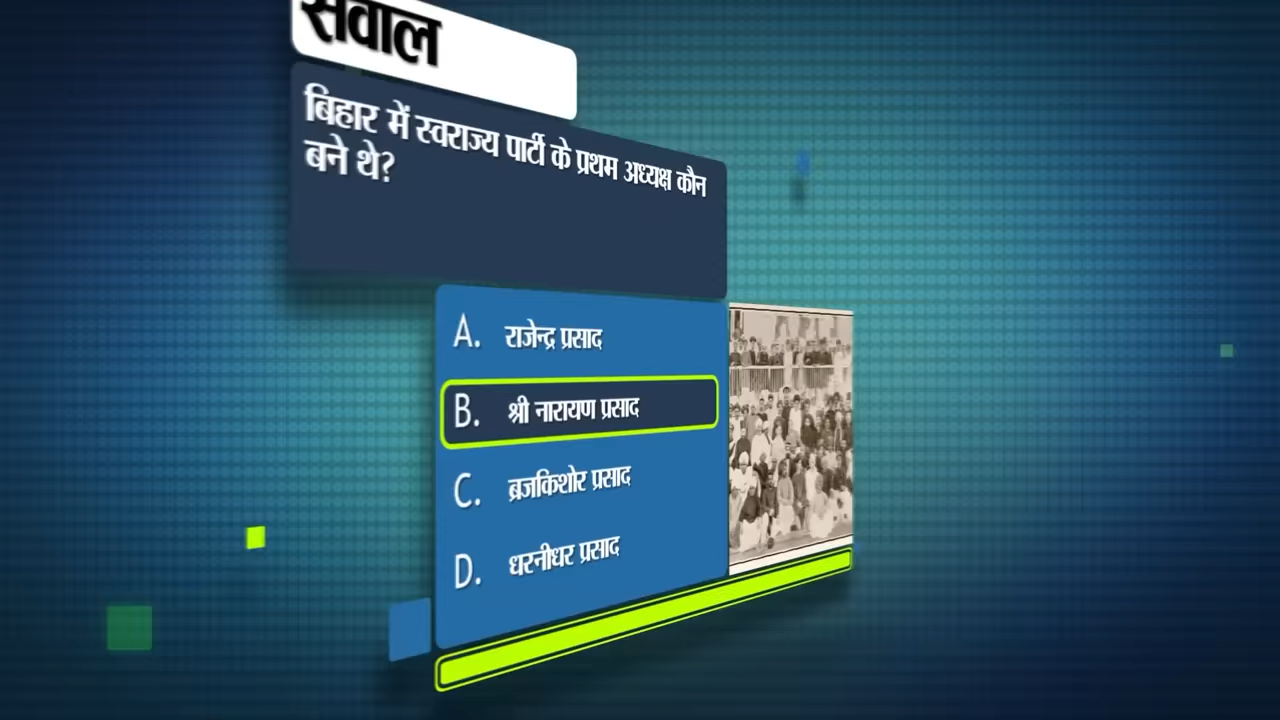 सवाल
बिहार में स्वराज्य पार्टी के प्रथम अध्यक्ष कौन
बने थे?
A. राजेन्द्र प्रसाद
B. श्री नारायण प्रसाद
C. ब्रजकिशोर प्रसाद
D. धरनीधर प्रसाद